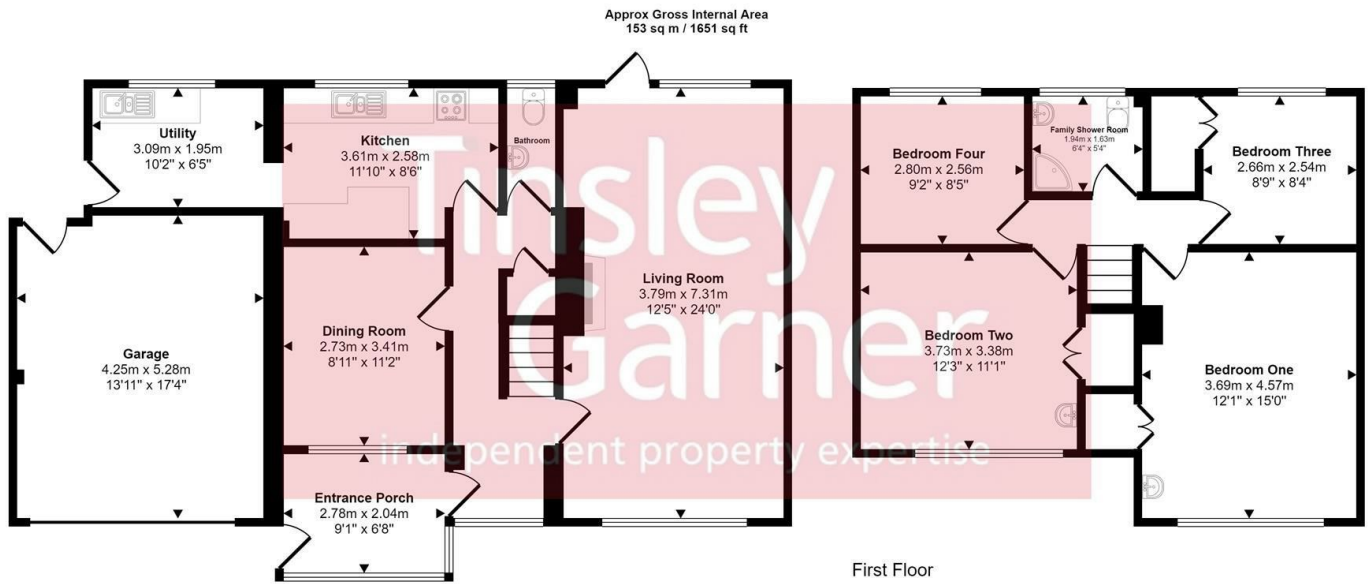 Approx Gross Internal Area
153 sq m / 1651 sq ft
Utility
3.09m x 1.95m
10'2" x 6'5"
Kitchen
3.61m x 2.58m
11'10" x 8'6"
Bathroom
Living Room
3.79m x 7.31m
12'5" x 24'0"
Dining Room
2.73m x 3.41m
8'11" x 11'2"
Garage
4.25m x 5.28m
13'11" x 17'4"
Entrance Porch
2.78m x 2.04m
9'1" x 6'8"
Bedroom Four
2.80m x 2.56m
9'2" x 8'5"
Family Shower Room
1.94m x 1.63m
6'4" x 5'4"
Bedroom Three
2.66m x 2.54m
8'9" x 8'4"
Bedroom Two
3.73m x 3.38m
12'3" x 11'1"
Bedroom One
3.69m x 4.57m
12'1" x 15'0"
First Floor
Tinsley
Garner
independent property expertise